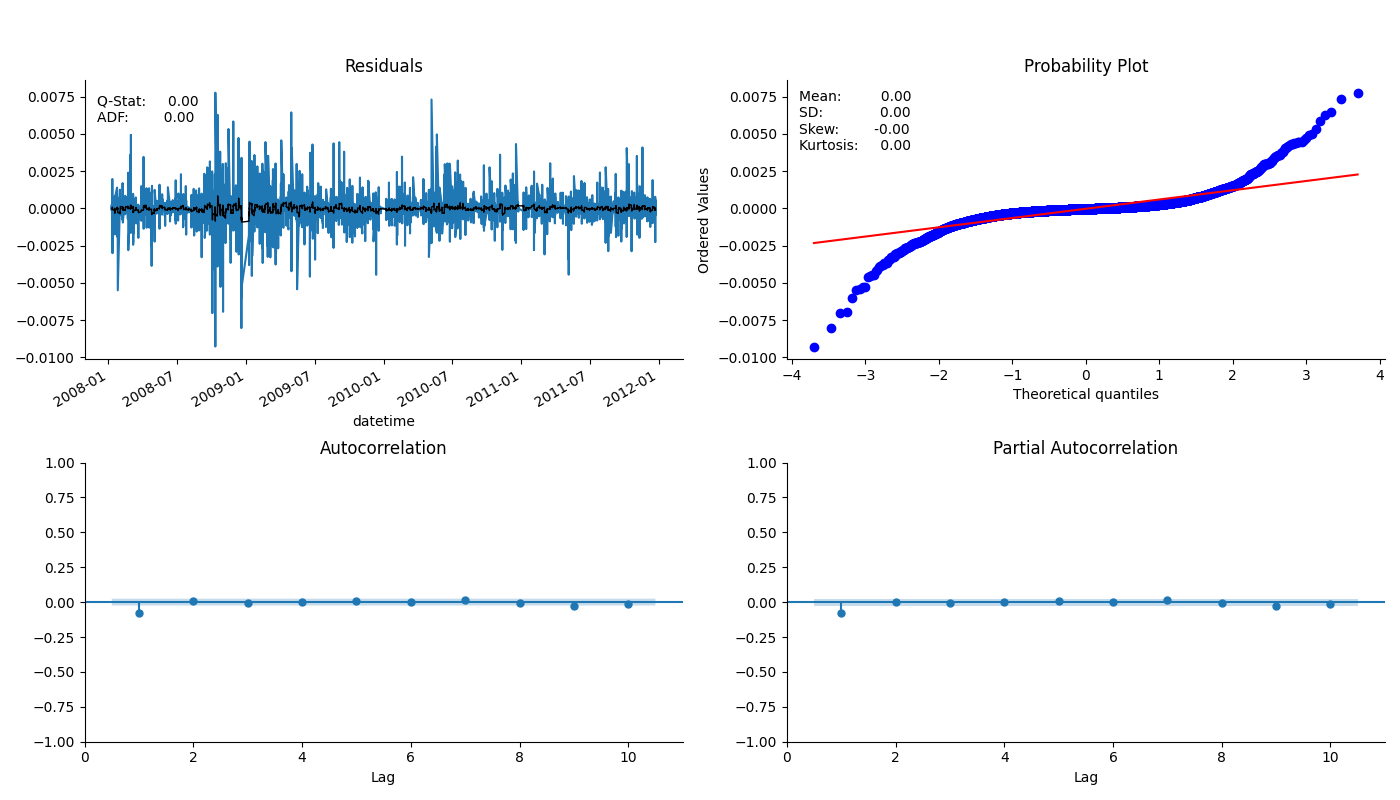 Residuals
Q-Stat: 0.00
ADF: 0.00
0.0075
0.0050
0.0025
0.0000
−0.0025
−0.0050
−0.0075
−0.0100
2008-01
2008-07
2009-01
2009-07
2010-01
2010-07
2011-01
2011-07
2012-01
datetime
Probability Plot
Mean: 0.00
SD: 0.00
Skew: -0.00
Kurtosis: 0.00
Ordered Values
0.0075
0.0050
0.0025
0.0000
−0.0025
−0.0050
−0.0075
−0.0100
−4 −3 −2 −1 0 1 2 3 4
Theoretical quantiles
Autocorrelation
1.00
0.75
0.50
0.25
0.00
−0.25
−0.50
−0.75
−1.00
0 2 4 6 8 10
Lag
Partial Autocorrelation
1.00
0.75
0.50
0.25
0.00
−0.25
−0.50
−0.75
−1.00
0 2 4 6 8 10
Lag